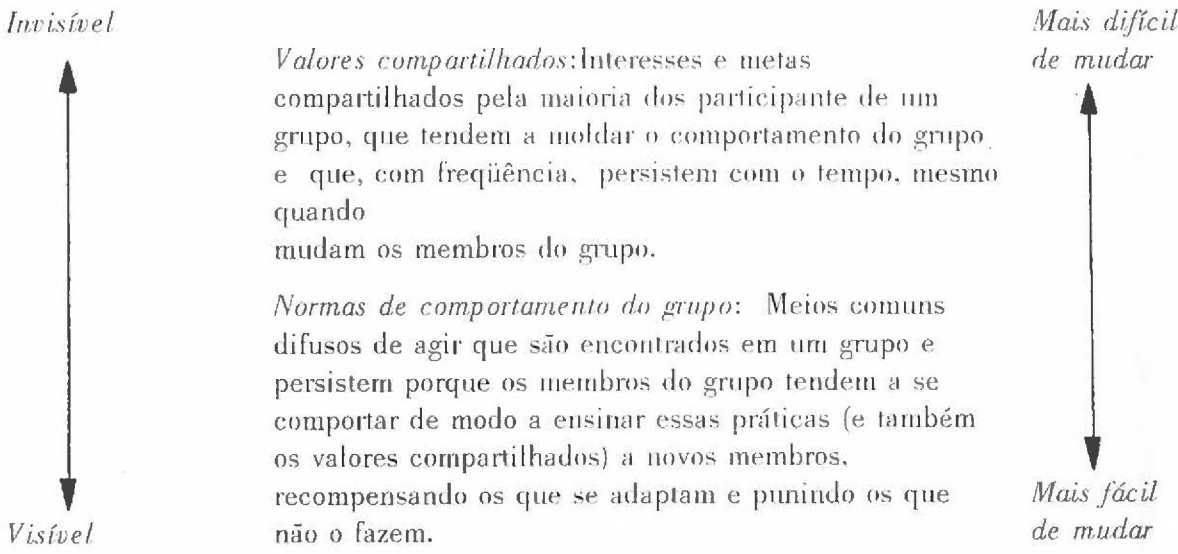 Invisível
Mais difícil
de mudar
Valores compartilhados:Interesses e metas
compartilhados pela maioria dos participante de um
grupo, que tendem a moldar o comportamento do grupo
e que, com freqüência, persistem com o tempo, mesmo
quando
mudam os membros do grupo.
Normas de comportamento do grupo: Meios comuns
difusos de agir que são encontrados em um grupo e
persistem porque os membros do grupo tendem a se
comportar de modo a ensinar essas práticas (e também
os valores compartilhados) a novos membros,
recompensando os que se adaptam e punindo os que
não o fazem.
Visível
Mais fácil
de mudar